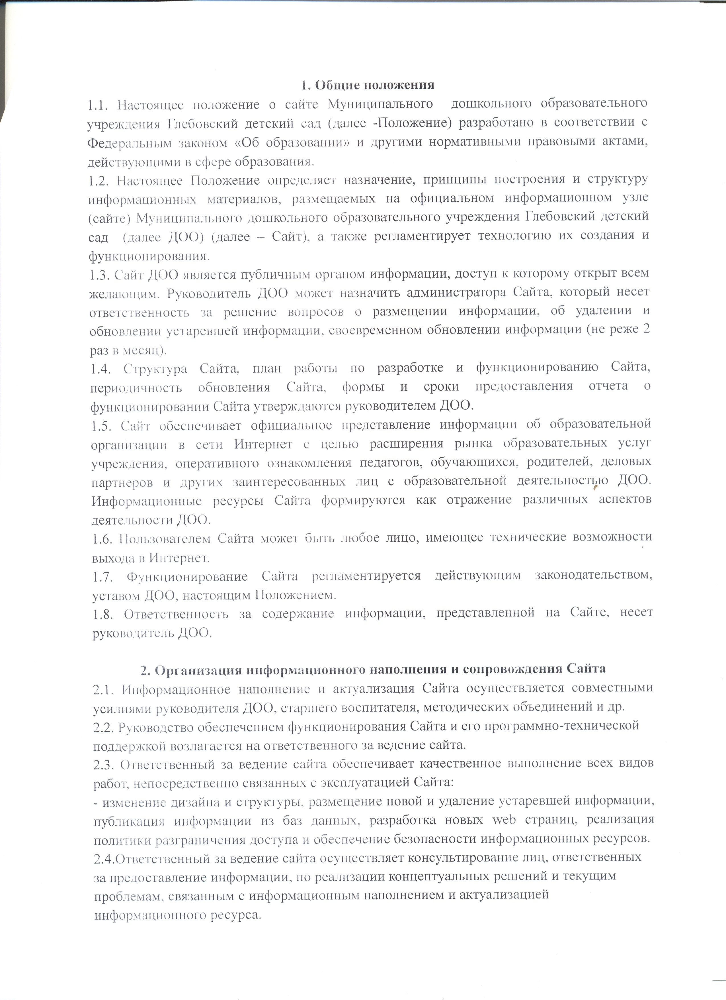 1. Общие положения
1.1. Настоящее положение о сайте Муниципального дошкольного образовательного
учреждения Глебовский детский сад (далее -Положение) разработано в соответствии с
Федеральным законом «Об образовании» и другими нормативными правовыми актами,
действующими в сфере образования.
1.2. Настоящее Положение определяет назначение, принципы построения и структуру
информационных материалов, размещаемых на официальном информационном узле
(сайте) Муниципального дошкольного образовательного учреждения Глебовский детский
сад (далее ДОО) (далее – Сайт), а также регламентирует технологию их создания и
функционирования.
1.3. Сайт ДОО является публичным органом информации, доступ к которому открыт всем
желающим. Руководитель ДОО может назначить администратора Сайта, который несет
ответственность за решение вопросов о размещении информации, об удалении и
обновлении устаревшей информации, своевременном обновлении информации (не реже 2
раз в месяц).
1.4. Структура Сайта, план работы по разработке и функционированию Сайта,
периодичность обновления Сайта, формы и сроки предоставления отчета о
функционировании Сайта утверждаются руководителем ДОО.
1.5. Сайт обеспечивает официальное представление информации об образовательной
организации в сети Интернет с целью расширения рынка образовательных услуг
учреждения, оперативного ознакомления педагогов, обучающихся, родителей, деловых
партнеров и других заинтересованных лиц с образовательной деятельностью ДОО.
Информационные ресурсы Сайта формируются как отражение различных аспектов
деятельности ДОО.
1.6. Пользователем Сайта может быть любое лицо, имеющее технические возможности
выхода в Интернет.
1.7. Функционирование Сайта регламентируется действующим законодательством,
уставом ДОО, настоящим Положением.
1.8. Ответственность за содержание информации, представленной на Сайте, несет
руководитель ДОО.
2. Организация информационного наполнения и сопровождения Сайта
2.1. Информационное наполнение и актуализация Сайта осуществляется совместными
усилиями руководителя ДОО, старшего воспитателя, методических объединений и др.
2.2. Руководство обеспечением функционирования Сайта и его программно-технической
поддержкой возлагается на ответственного за ведение сайта.
2.3. Ответственный за ведение сайта обеспечивает качественное выполнение всех видов
работ, непосредственно связанных с эксплуатацией Сайта:
- изменение дизайна и структуры, размещение новой и удаление устаревшей информации,
публикация информации из баз данных, разработка новых web страниц, реализация
политики разграничения доступа и обеспечение безопасности информационных ресурсов.
2.4.Ответственный за ведение сайта осуществляет консультирование лиц, ответственных
за предоставление информации, по реализации концептуальных решений и текущим
проблемам, связанным с информационным наполнением и актуализацией
информационного ресурса.